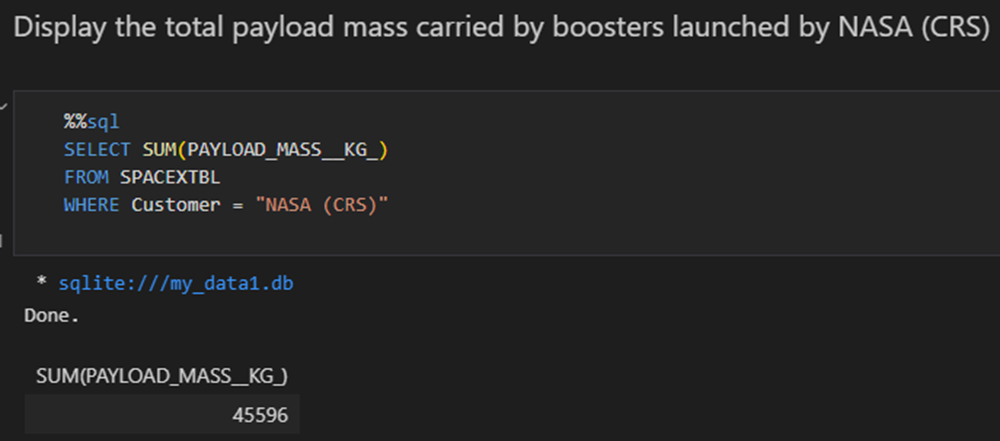 Display the total payload mass carried by boosters launched by NASA (CRS)
%%sql
SELECT SUM(PAYLOAD_MASS__KG_)
FROM SPACEXTBL
WHERE Customer = "NASA (CRS)"
* sqlite:///my_data1.db
Done.
SUM(PAYLOAD_MASS__KG_)
45596